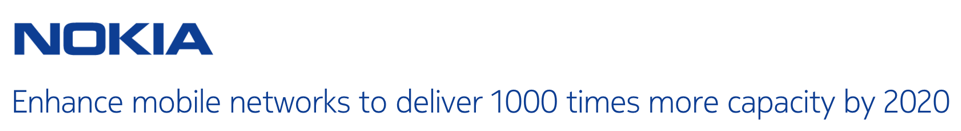 NOKIA
Enhance mobile networks to deliver 1000 times more capacity by 2020